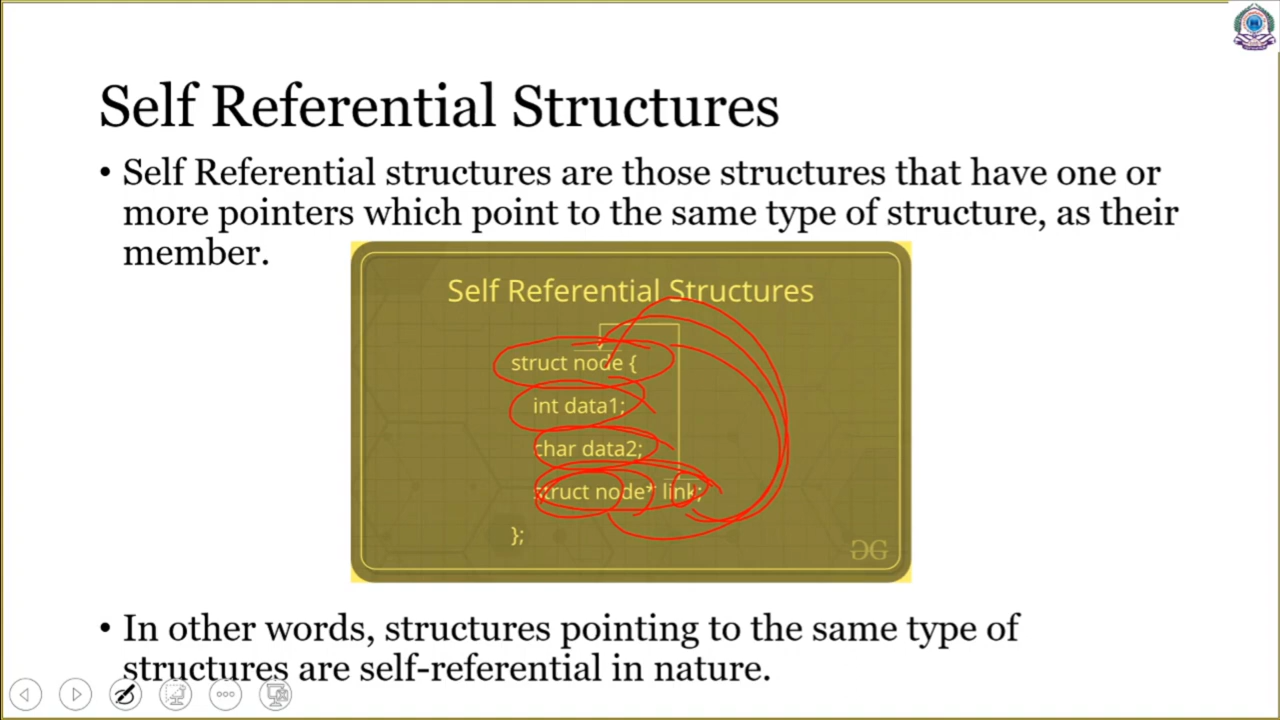 Self Referential Structures
• Self Referential structures are those structures that have one or
more pointers which point to the same type of structure, as their
member.
Self Referential Structures
struct node {
int data1;
char data2;
struct node* link;
};
• In other words, structures pointing to the same type of
structures are self-referential in nature.